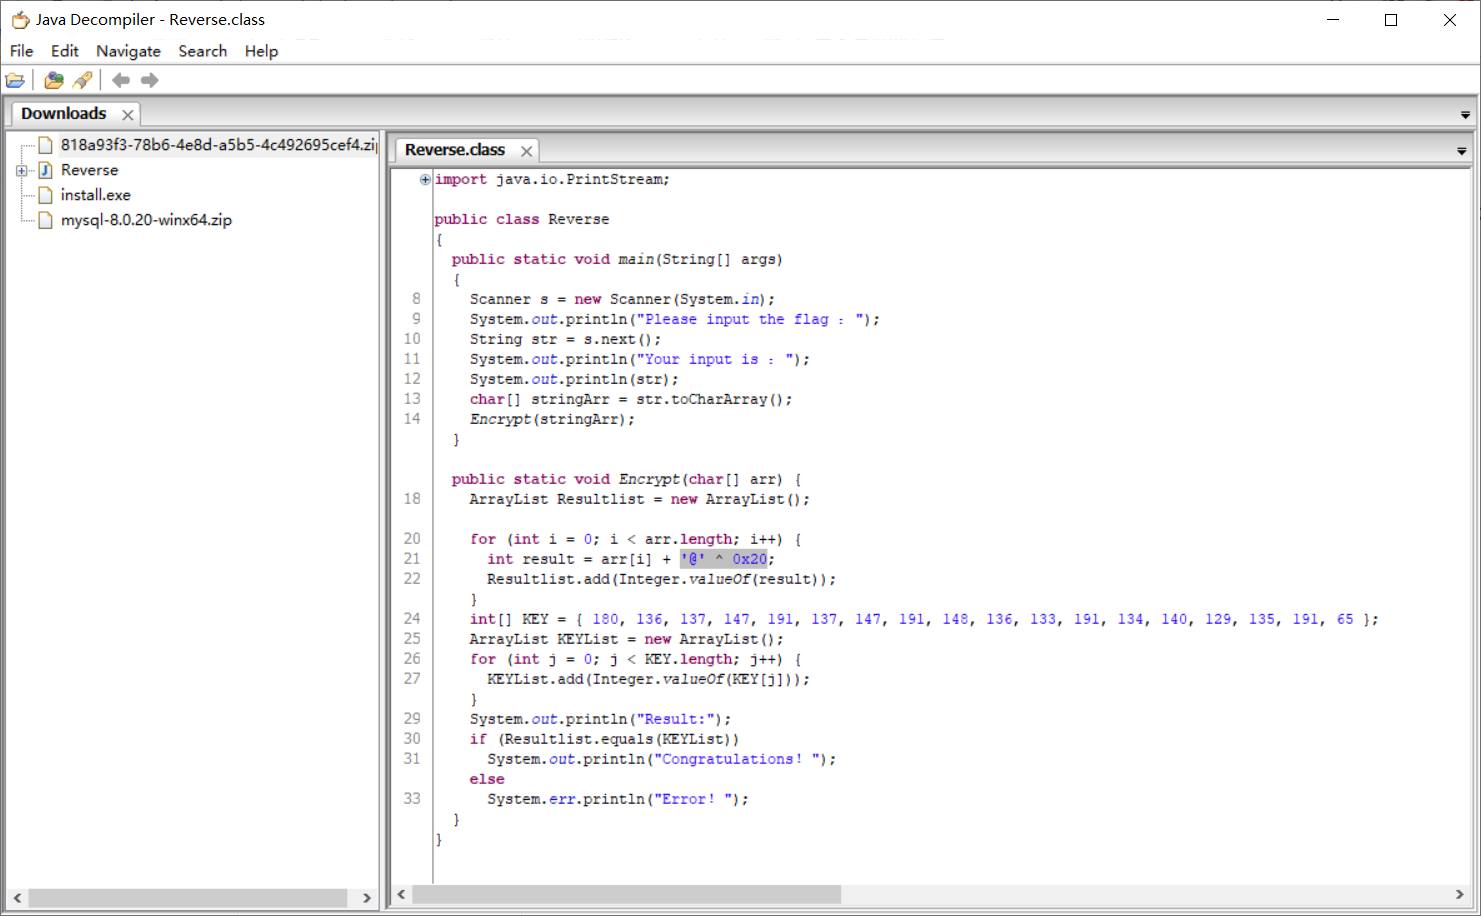 Java Decompiler - Reverse.class
File Edit Navigate Search Help
Downloads
818a93f3-78b6-4e8d-a5b5-4c492695cef4.zip
Reverse
install.exe
mysql-8.0.20-winx64.zip
Reverse.class
import java.io.PrintStream;
public class Reverse
{
public static void main(String[] args)
{
8 Scanner s = new Scanner(System.in);
9 System.out.println("Please input the flag : ");
10 String str = s.next();
11 System.out.println("Your input is : ");
12 System.out.println(str);
13 char[] stringArr = str.toCharArray();
14 Encrypt(stringArr);
}
public static void Encrypt(char[] arr) {
18 ArrayList Resultlist = new ArrayList();
20 for (int i = 0; i < arr.length; i++) {
21 int result = arr[i] + '@' ^ 0x20;
22 Resultlist.add(Integer.valueOf(result));
}
24 int[] KEY = { 180, 136, 137, 147, 191, 137, 147, 191, 148, 136, 133, 191, 134, 140, 129, 135, 191, 65 };
25 ArrayList KEYList = new ArrayList();
26 for (int j = 0; j < KEY.length; j++) {
27 KEYList.add(Integer.valueOf(KEY[j]));
}
29 System.out.println("Result:");
30 if (Resultlist.equals(KEYList))
31 System.out.println("Congratulations! ");
else
33 System.err.println("Error! ");
}
}